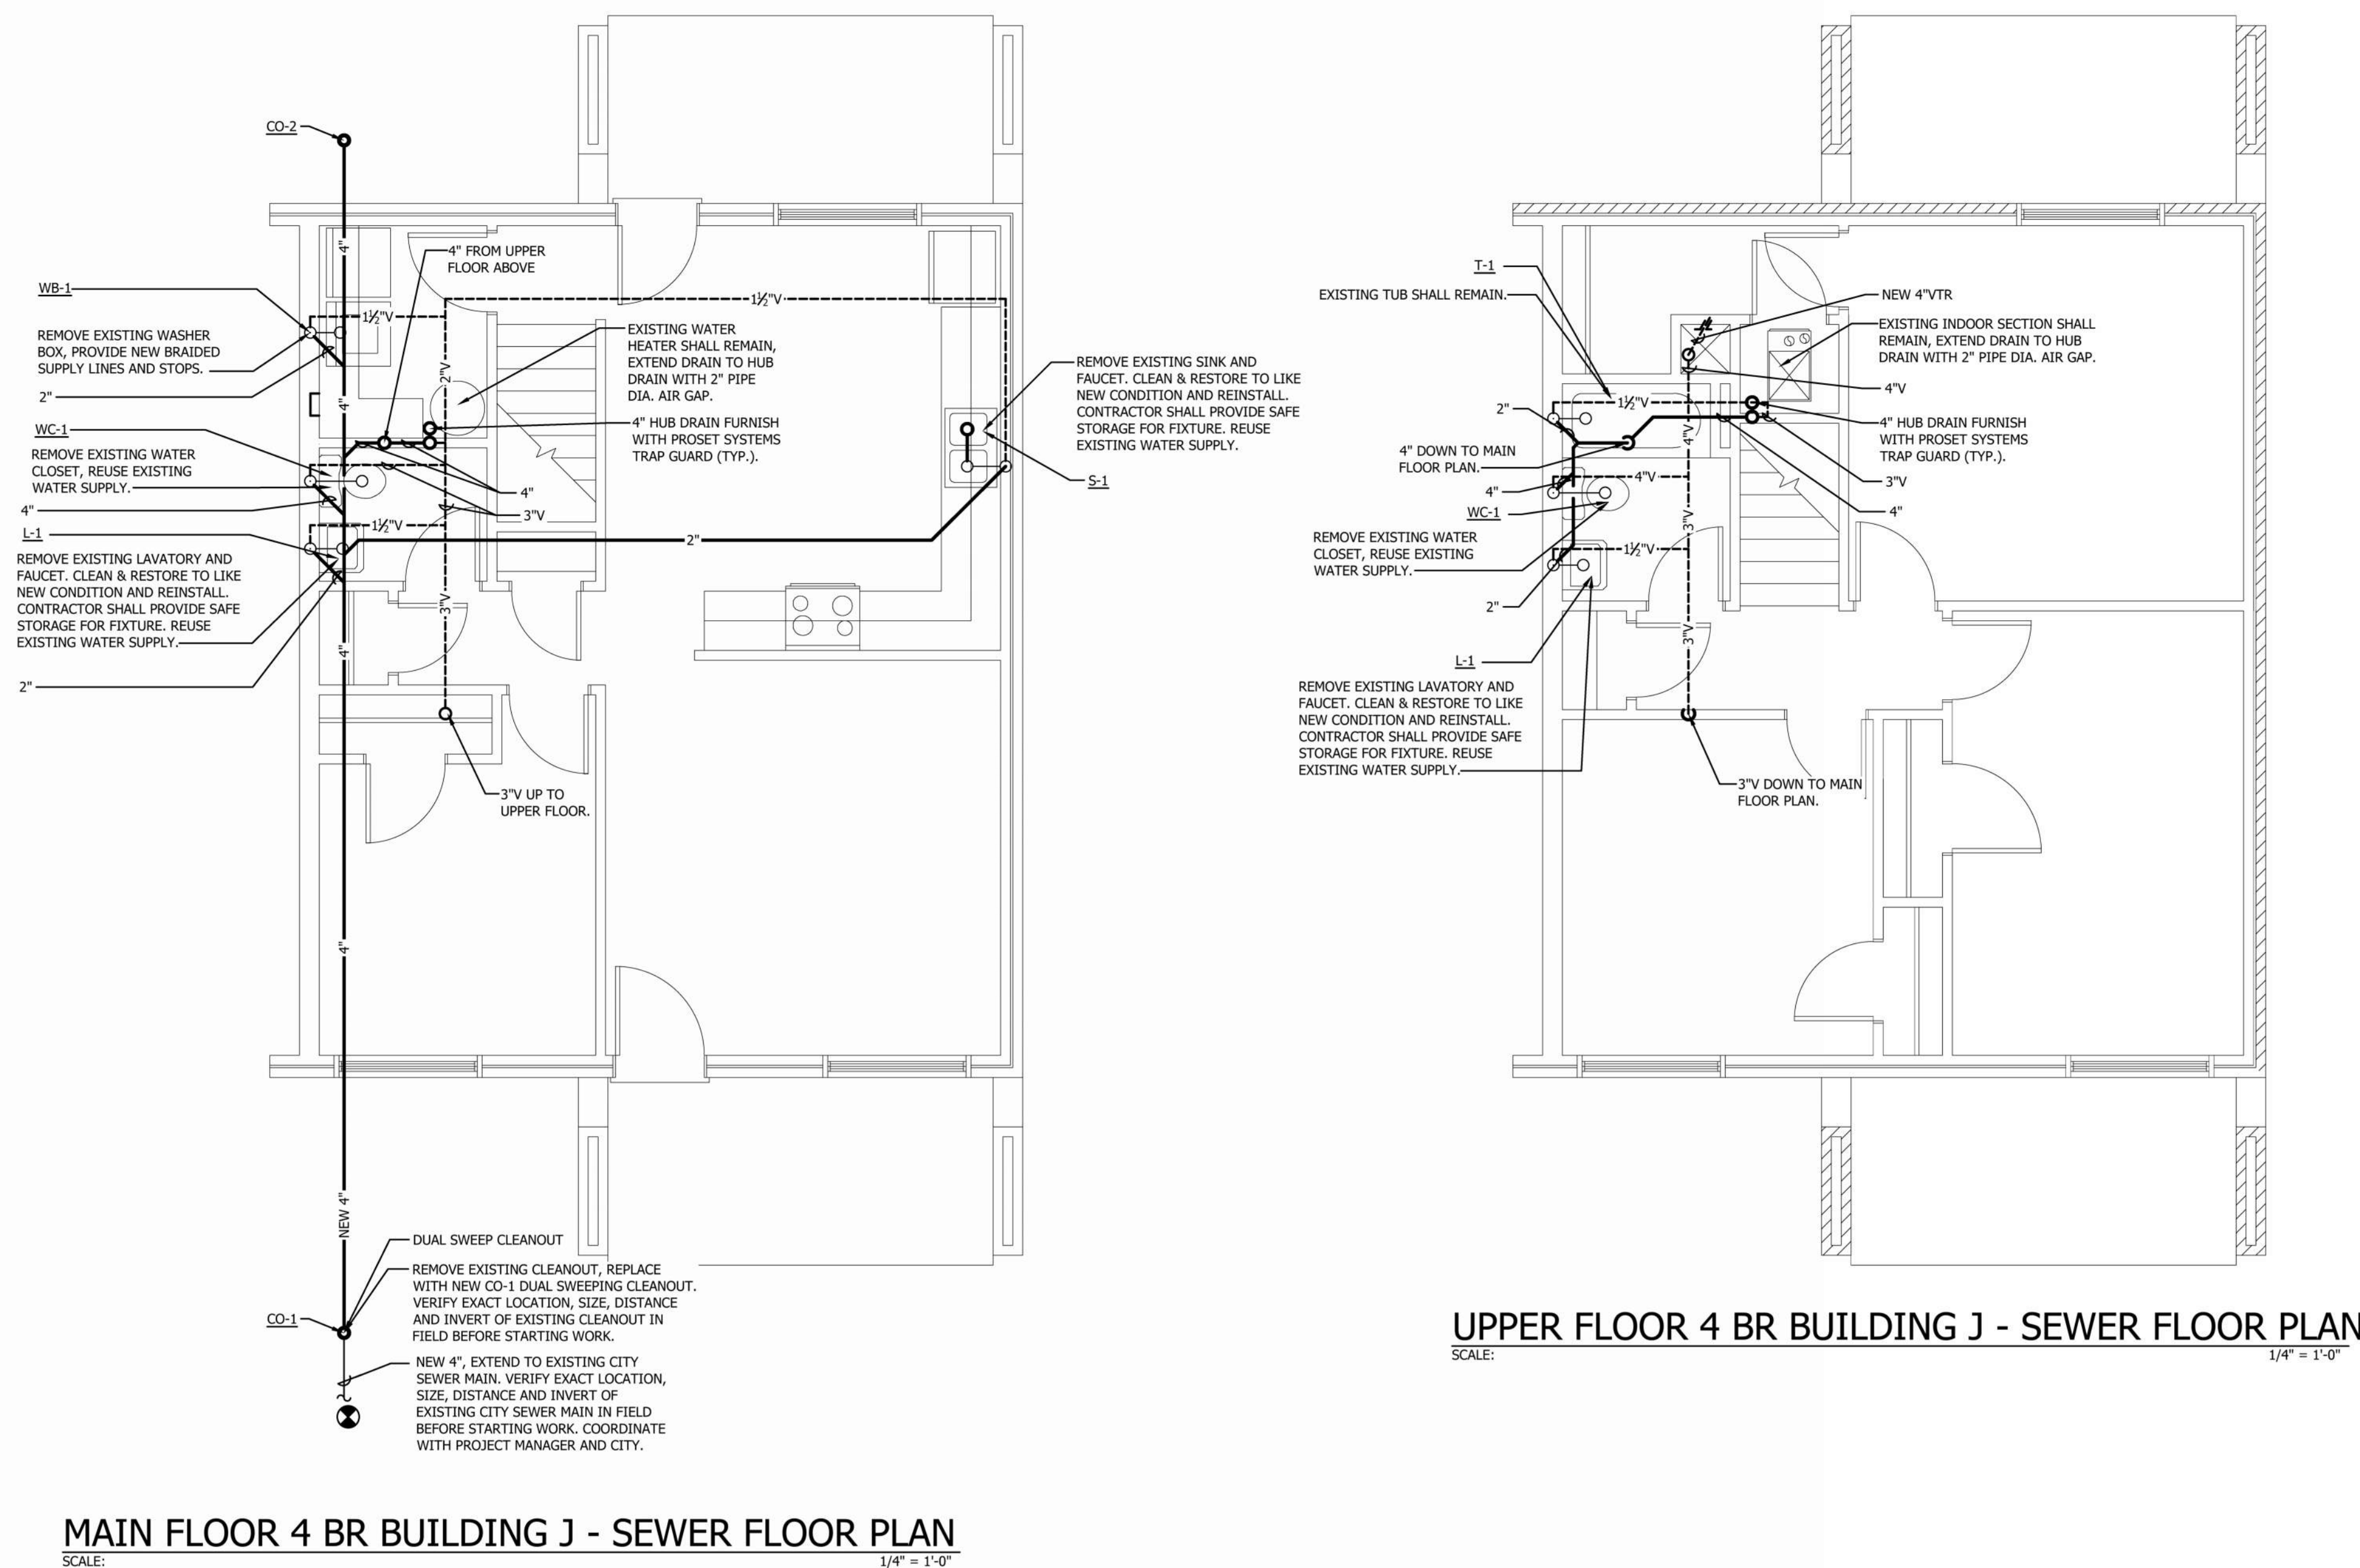 CO-2
4"
4" FROM UPPER
FLOOR ABOVE
WB-1
1½"V
1½"V
REMOVE EXISTING WASHER
BOX, PROVIDE NEW BRAIDED
SUPPLY LINES AND STOPS.
2"
2"V
4"
EXISTING WATER
HEATER SHALL REMAIN,
EXTEND DRAIN TO HUB
DRAIN WITH 2" PIPE
DIA. AIR GAP.
REMOVE EXISTING SINK AND
FAUCET. CLEAN & RESTORE TO LIKE
NEW CONDITION AND REINSTALL.
CONTRACTOR SHALL PROVIDE SAFE
STORAGE FOR FIXTURE. REUSE
EXISTING WATER SUPPLY.
S-1
WC-1
REMOVE EXISTING WATER
CLOSET, REUSE EXISTING
WATER SUPPLY.
4"
4" HUB DRAIN FURNISH
WITH PROSET SYSTEMS
TRAP GUARD (TYP.).
4"
3"V
L-1
1½"V
2"
REMOVE EXISTING LAVATORY AND
FAUCET. CLEAN & RESTORE TO LIKE
NEW CONDITION AND REINSTALL.
CONTRACTOR SHALL PROVIDE SAFE
STORAGE FOR FIXTURE. REUSE
EXISTING WATER SUPPLY.
2"
3"V
4"
3"V UP TO
UPPER FLOOR.
4"
NEW 4"
DUAL SWEEP CLEANOUT
REMOVE EXISTING CLEANOUT, REPLACE
WITH NEW CO-1 DUAL SWEEPING CLEANOUT.
VERIFY EXACT LOCATION, SIZE, DISTANCE
AND INVERT OF EXISTING CLEANOUT IN
FIELD BEFORE STARTING WORK.
CO-1
NEW 4", EXTEND TO EXISTING CITY
SEWER MAIN. VERIFY EXACT LOCATION,
SIZE, DISTANCE AND INVERT OF
EXISTING CITY SEWER MAIN IN FIELD
BEFORE STARTING WORK. COORDINATE
WITH PROJECT MANAGER AND CITY.
MAIN FLOOR 4 BR BUILDING J - SEWER FLOOR PLAN
SCALE: 1/4" = 1'-0"
T-1
EXISTING TUB SHALL REMAIN.
NEW 4"VTR
EXISTING INDOOR SECTION SHALL
REMAIN, EXTEND DRAIN TO HUB
DRAIN WITH 2" PIPE DIA. AIR GAP.
4"V
2"
1½"V
4"V
4" HUB DRAIN FURNISH
WITH PROSET SYSTEMS
TRAP GUARD (TYP.).
4" DOWN TO MAIN
FLOOR PLAN.
4"V
3"V
4"
4"
WC-1
3"V
REMOVE EXISTING WATER
CLOSET, REUSE EXISTING
WATER SUPPLY.
1½"V
2"
3"V
L-1
REMOVE EXISTING LAVATORY AND
FAUCET. CLEAN & RESTORE TO LIKE
NEW CONDITION AND REINSTALL.
CONTRACTOR SHALL PROVIDE SAFE
STORAGE FOR FIXTURE. REUSE
EXISTING WATER SUPPLY.
3"V DOWN TO MAIN
FLOOR PLAN.
UPPER FLOOR 4 BR BUILDING J - SEWER FLOOR PLAN
SCALE: 1/4" = 1'-0"